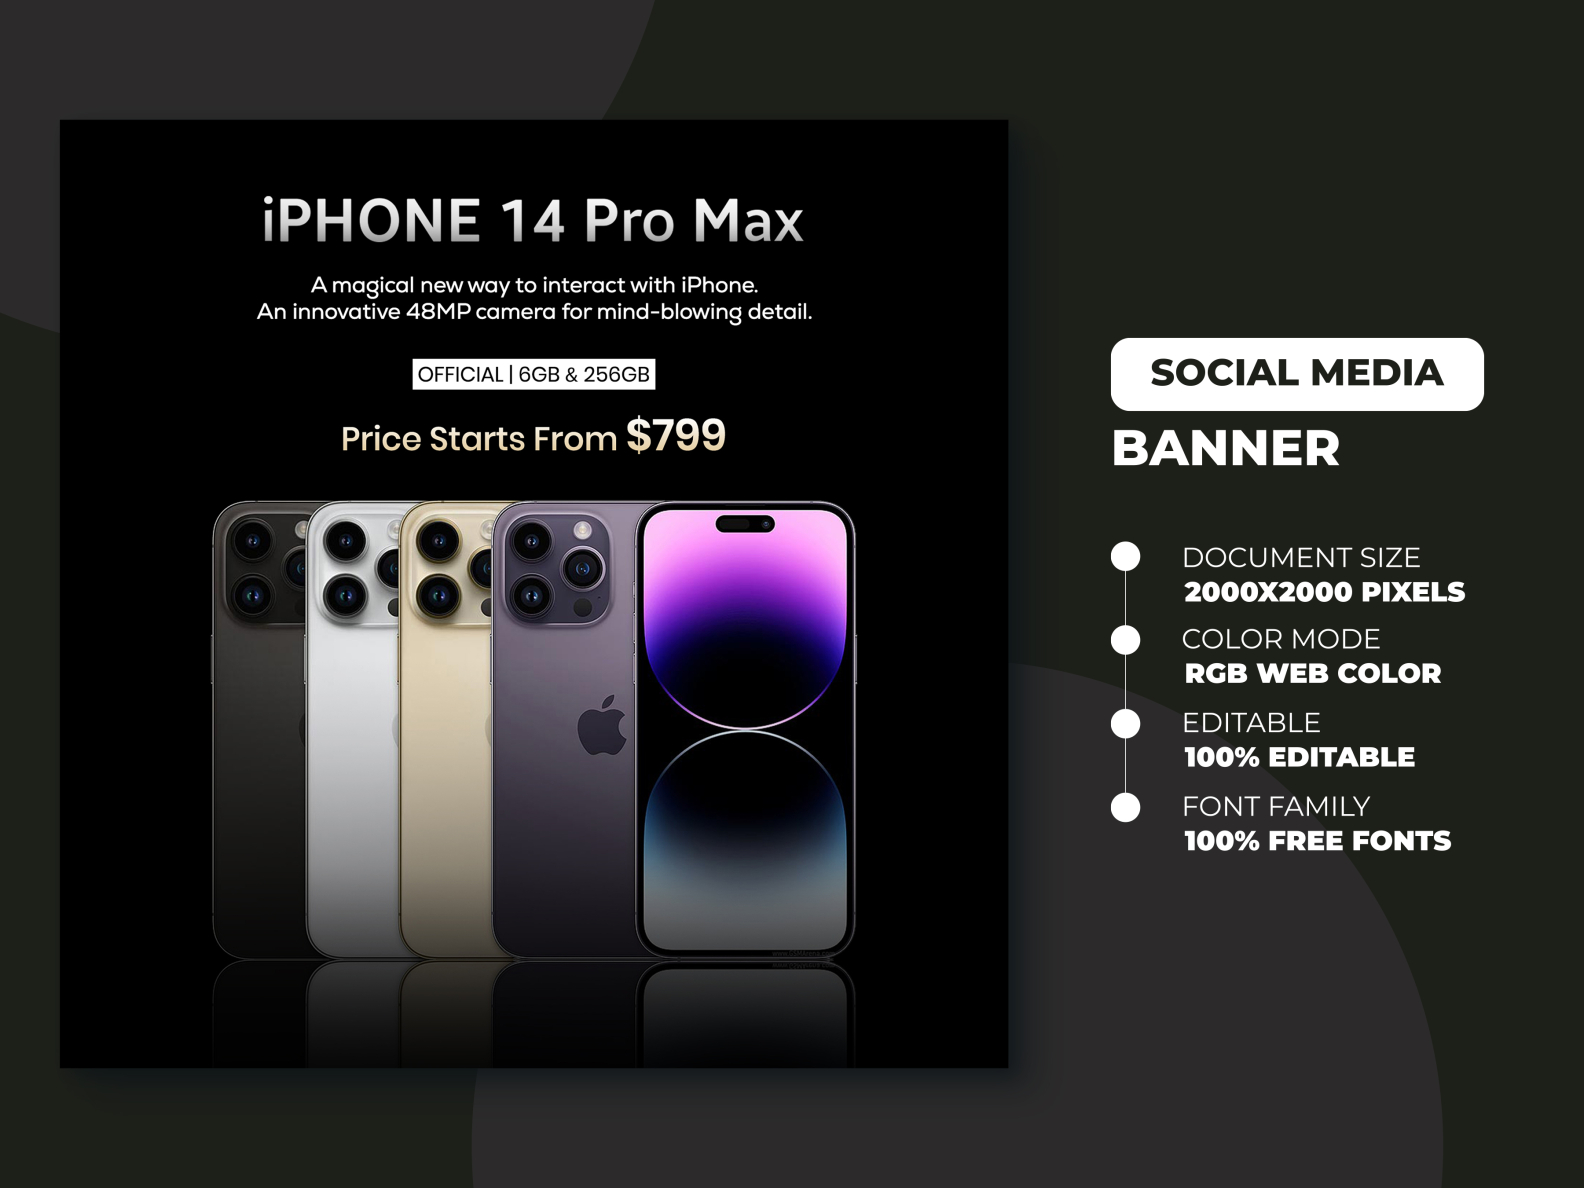 iPHONE 14 Pro Max
A magical new way to interact with iPhone.
An innovative 48MP camera for mind-blowing detail.
OFFICIAL | 6GB & 256GB
Price Starts From $799
SOCIAL MEDIA
BANNER
DOCUMENT SIZE
2000X2000 PIXELS
COLOR MODE
RGB WEB COLOR
EDITABLE
100% EDITABLE
FONT FAMILY
100% FREE FONTS